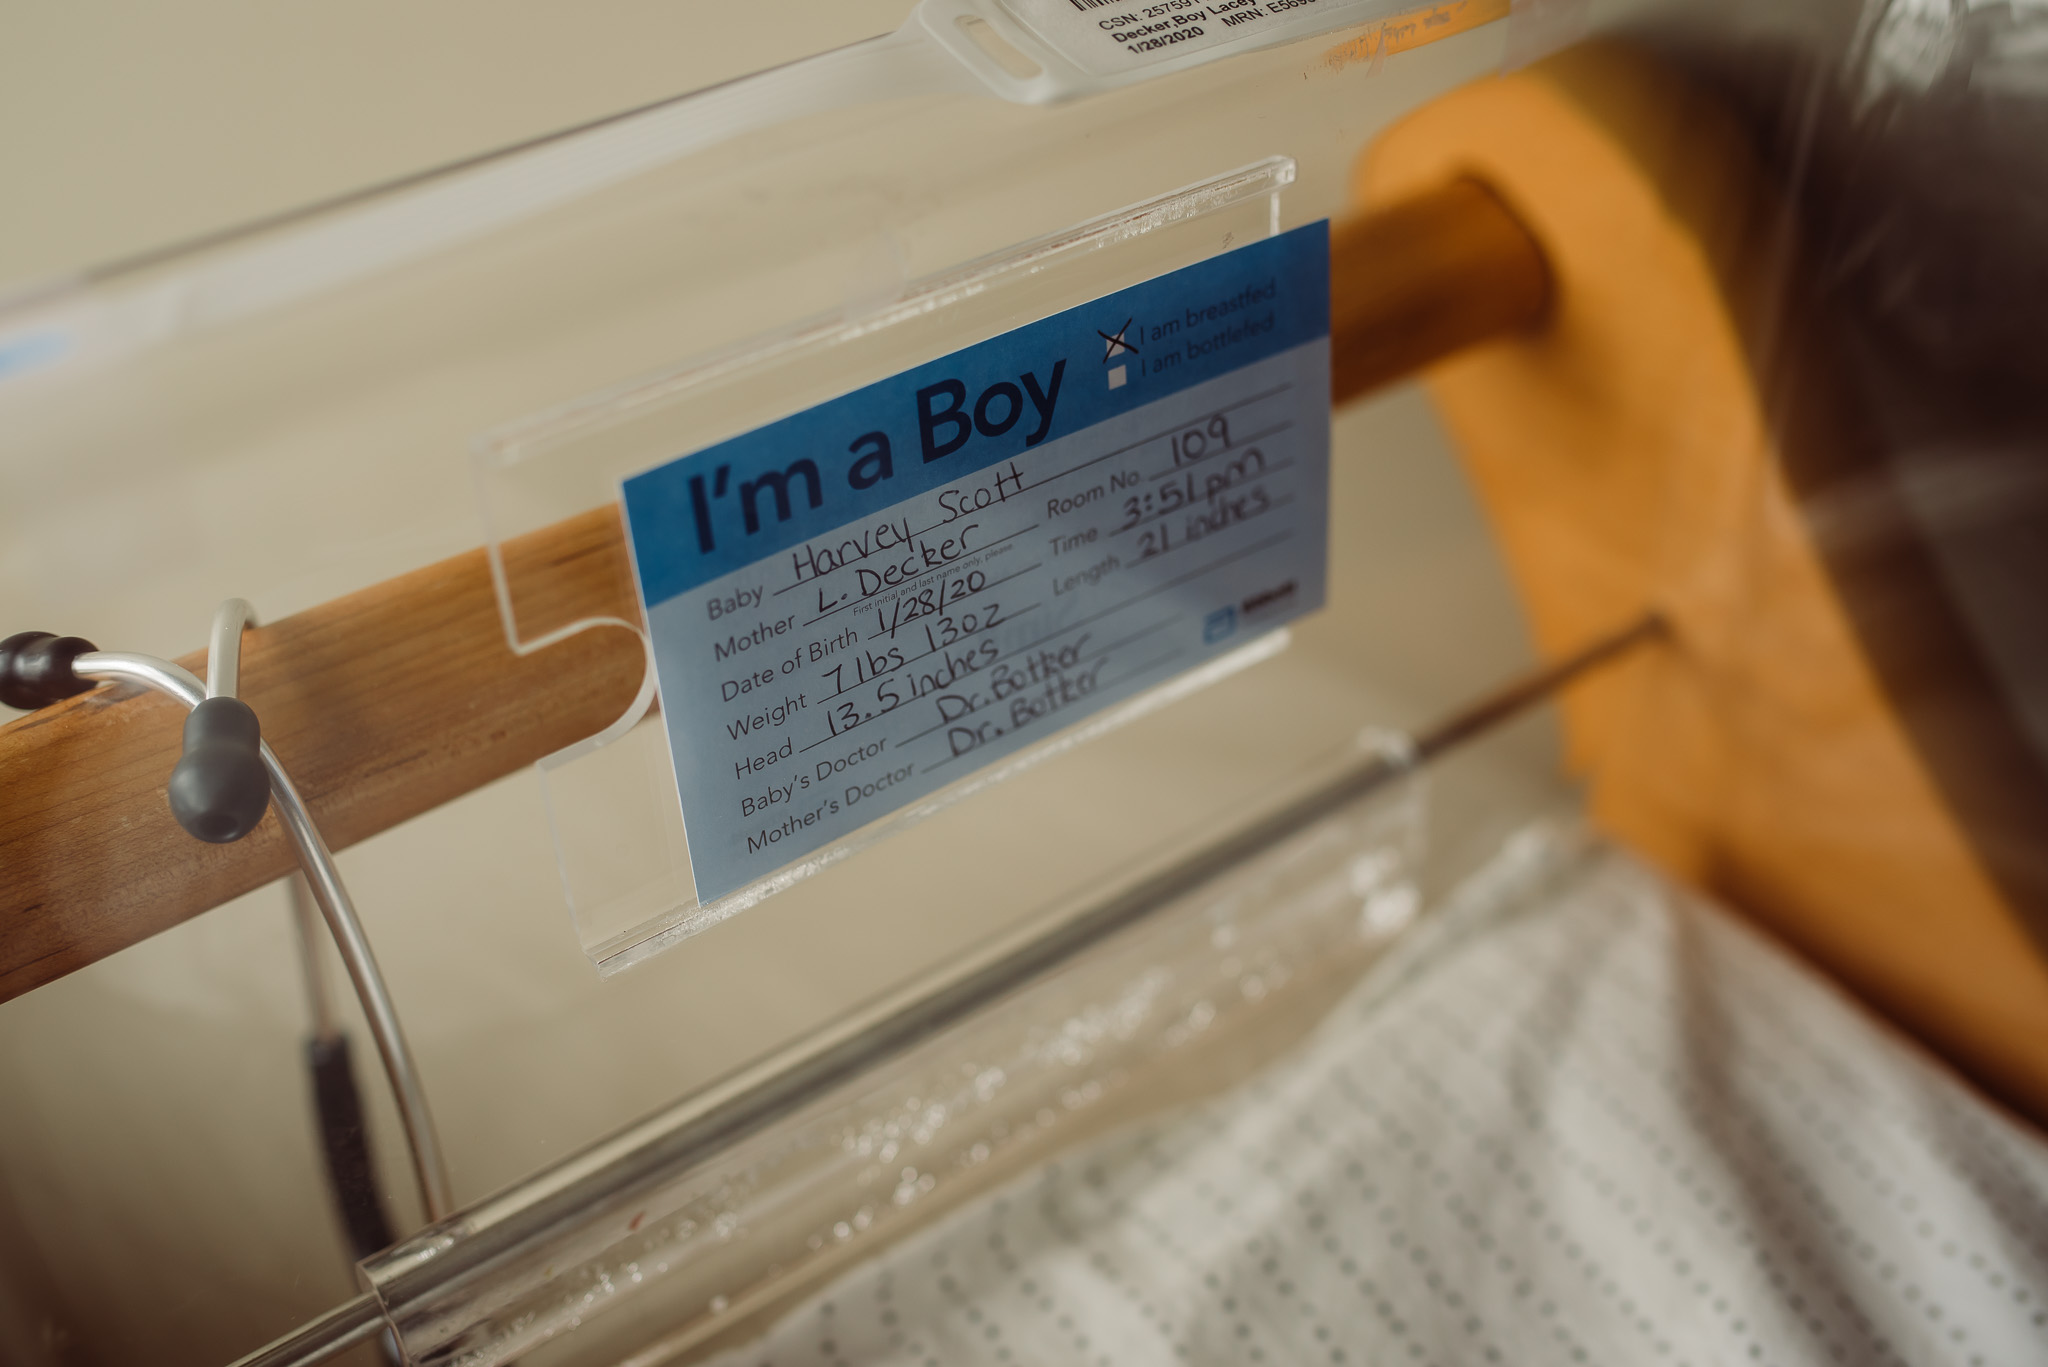 CSN: 25759
Decker,Boy Lacey
1/28/2020 MRN: E569
I'm a Boy
I am breastfed
I am bottlefed
Baby Harvey Scott
Mother L. Decker Room No. 109
First initial and last name only, please
Date of Birth 1/28/20 Time 3:51pm
Weight 7 lbs 13oz Length 21 inches
Head 13.5 inches
Baby's Doctor Dr. Botker
Mother's Doctor Dr. Botker